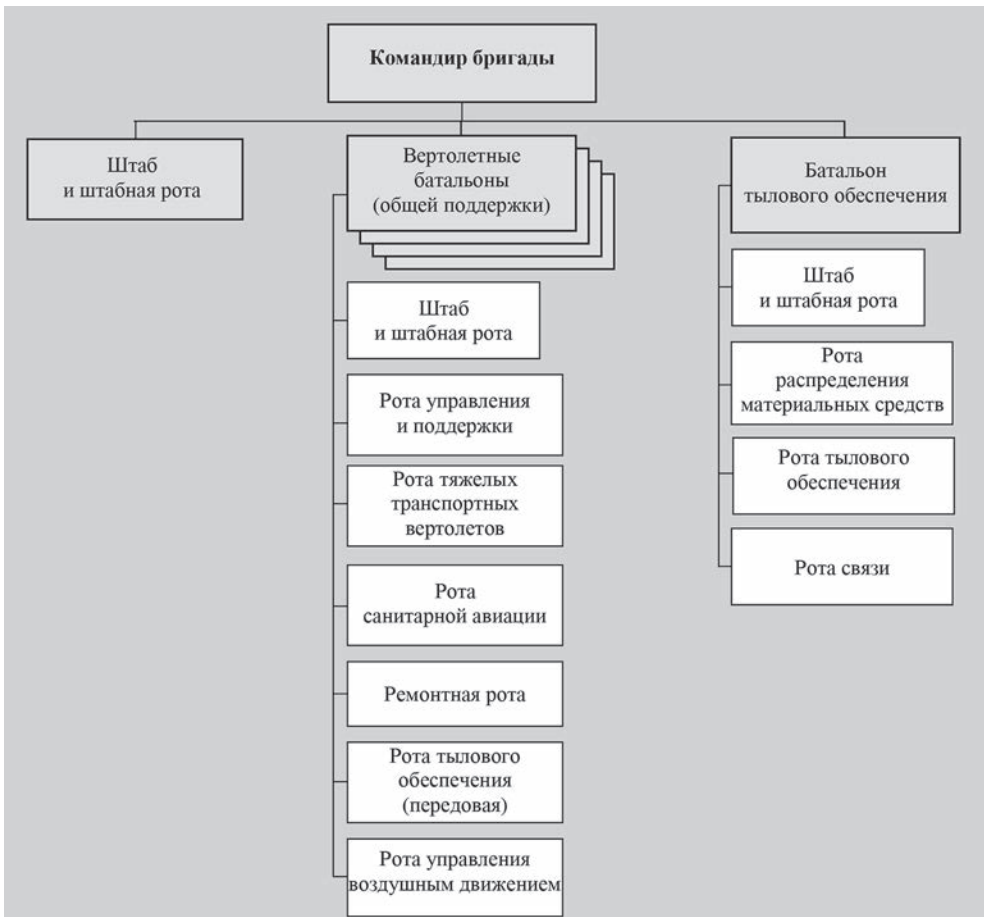 Командир бригады
Штаб
и штабная рота
Вертолетные
батальоны
(общей поддержки)
Штаб
и штабная рота
Рота управления
и поддержки
Рота тяжелых
транспортных
вертолетов
Рота
санитарной авиации
Ремонтная рота
Рота тылового
обеспечения
(передовая)
Рота управления
воздушным движением
Батальон
тылового обеспечения
Штаб
и штабная рота
Рота
распределения
материальных средств
Рота тылового
обеспечения
Рота связи